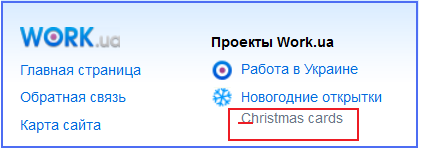 WORK.ua
Главная страница
Обратная связь
Карта сайта
Проекты Work.ua
Работа в Украине
Новогодние открытки
Christmas cards